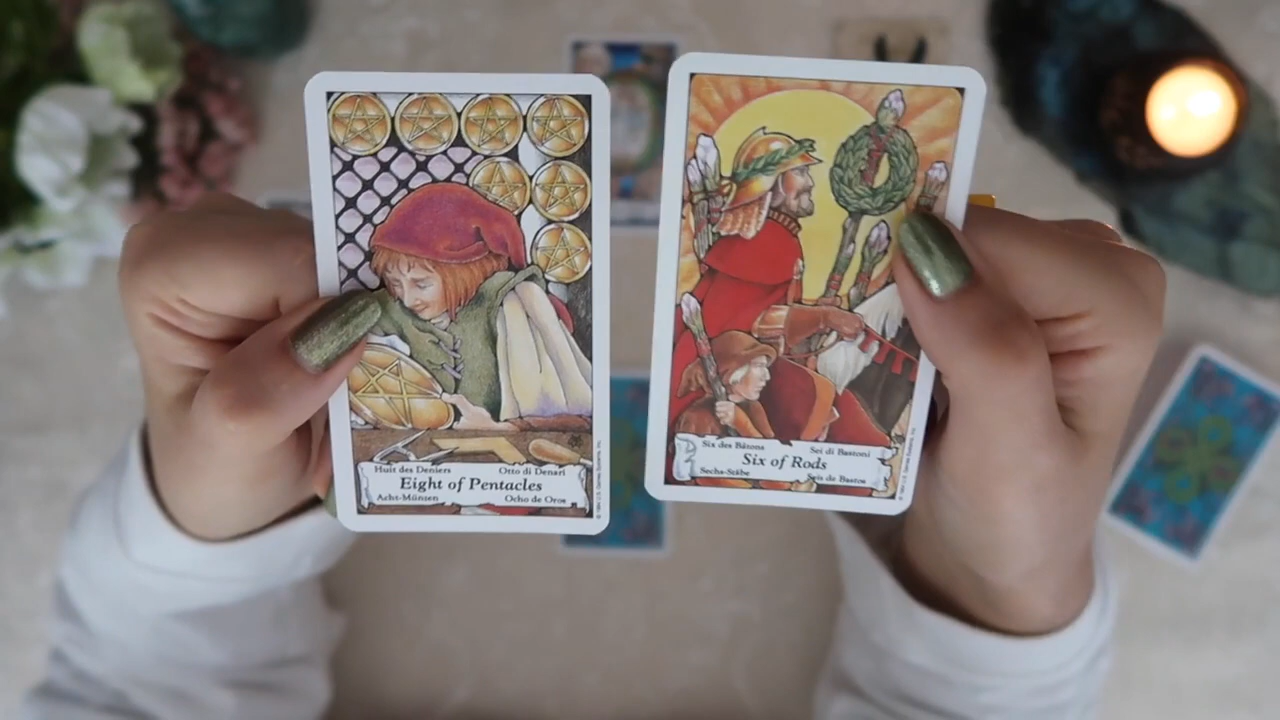 Huit des Deniers Otto di Denari
Eight of Pentacles
Acht-Münzen Ocho de Oros
Six des Bâtons Sei di Bastoni
Six of Rods
Sechs-Stäbe Seis de Bastos